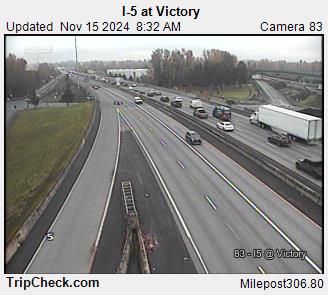 I-5 at Victory
Updated Nov 15 2024 8:32 AM Camera 83
83 - I5 @ Victory
TripCheck.com Milepost306.80